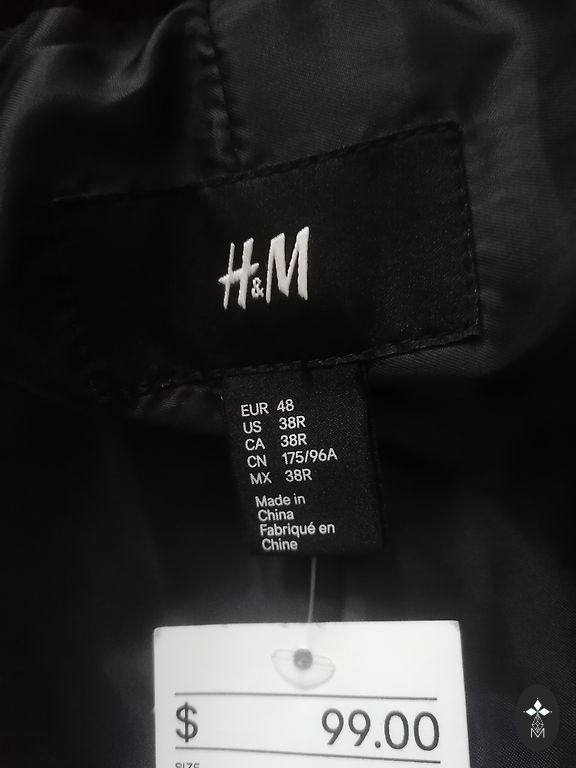 H&M
EUR 48
US 38R
CA 38R
CN 175/96A
MX 38R
Made in
China
Fabriqué en
Chine
$ 99.00
SIZE
M